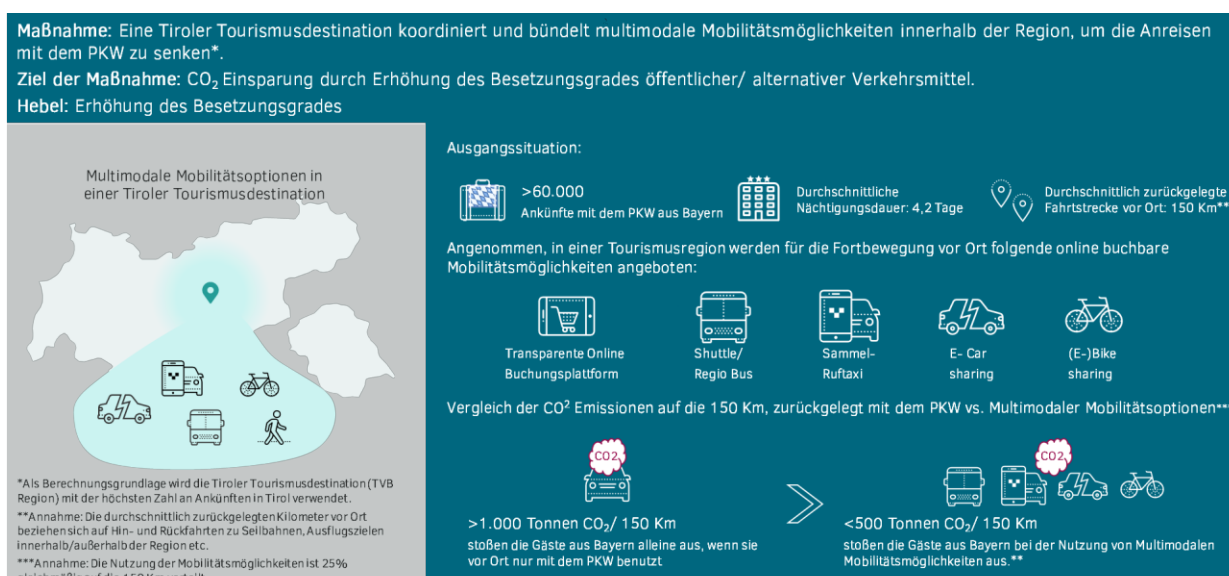 Maßnahme: Eine Tiroler Tourismusdestination koordiniert und bündelt multimodale Mobilitätsmöglichkeiten innerhalb der Region, um die Anreisen
mit dem PKW zu senken*.
Ziel der Maßnahme: CO₂ Einsparung durch Erhöhung des Besetzungsgrades öffentlicher/ alternativer Verkehrsmittel.
Hebel: Erhöhung des Besetzungsgrades
Multimodale Mobilitätsoptionen in
einer Tiroler Tourismusdestination
*Als Berechnungsgrundlage wird die Tiroler Tourismusdestination (TVB
Region) mit der höchsten Zahl an Ankünften in Tirol verwendet.
**Annahme: Die durchschnittlich zurückgelegten Kilometer vor Ort
beziehen sich auf Hin- und Rückfahrten zu Seilbahnen, Ausflugszielen
innerhalb/außerhalb der Region etc.
***Annahme: Die Nutzung der Mobilitätsmöglichkeiten ist 25%
Ausgangssituation:
>60.000
Ankünfte mit dem PKW aus Bayern
Durchschnittliche
Nächtigungsdauer: 4,2 Tage
Durchschnittlich zurückgelegte
Fahrtstrecke vor Ort: 150 Km**
Angenommen, in einer Tourismusregion werden für die Fortbewegung vor Ort folgende online buchbare
Mobilitätsmöglichkeiten angeboten:
Transparente Online
Buchungsplattform
Shuttle/
Regio Bus
Sammel-
Ruftaxi
E- Car
sharing
(E-)Bike
sharing
Vergleich der CO² Emissionen auf die 150 Km, zurückgelegt mit dem PKW vs. Multimodaler Mobilitätsoptionen***
CO2
>1.000 Tonnen CO₂/ 150 Km
stoßen die Gäste aus Bayern alleine aus, wenn sie
vor Ort nur mit dem PKW benutzt
CO2
<500 Tonnen CO₂/ 150 Km
stoßen die Gäste aus Bayern bei der Nutzung von Multimodalen
Mobilitätsmöglichkeiten aus.**